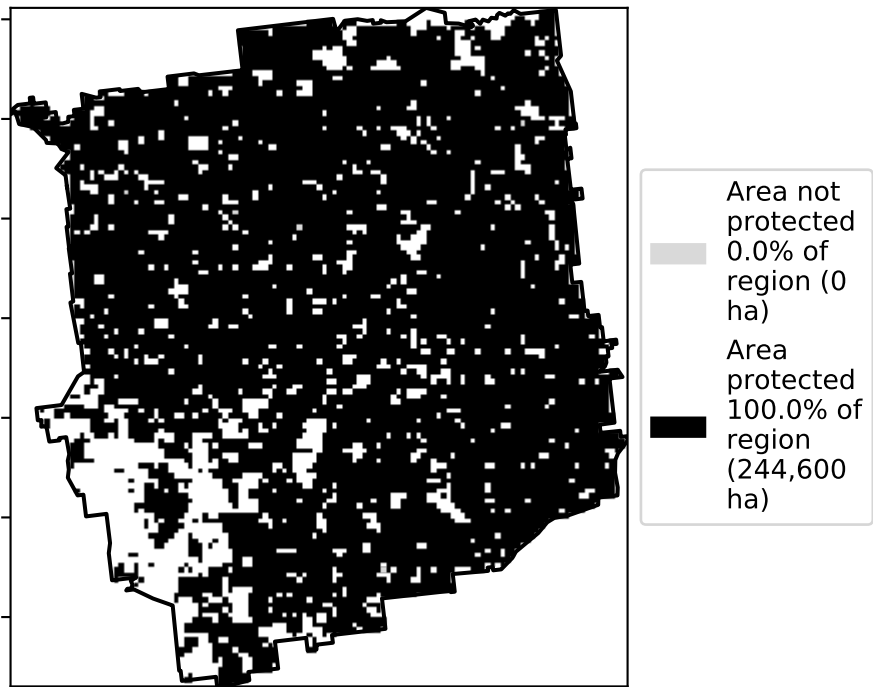 Area not
protected
0.0% of
region (0
ha)
Area
protected
100.0% of
region
(244,600
ha)